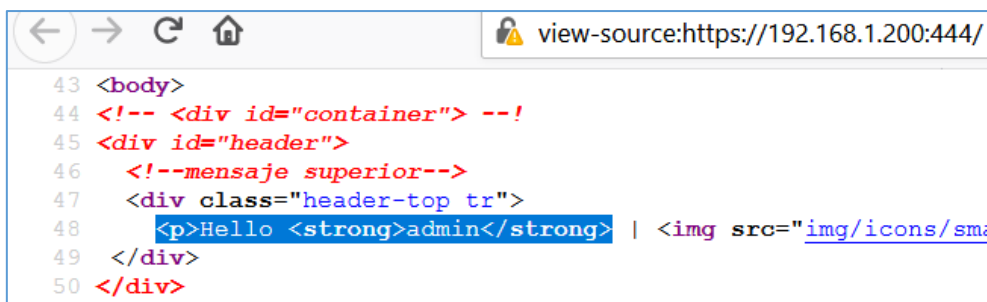 view-source:https://192.168.1.200:444/
43 <body>
44 <!-- <div id="container"> --!
45 <div id="header">
46 <!--mensaje superior-->
47 <div class="header-top tr">
48 <p>Hello <strong>admin</strong> | <img src="img/icons/sma
49 </div>
50 </div>